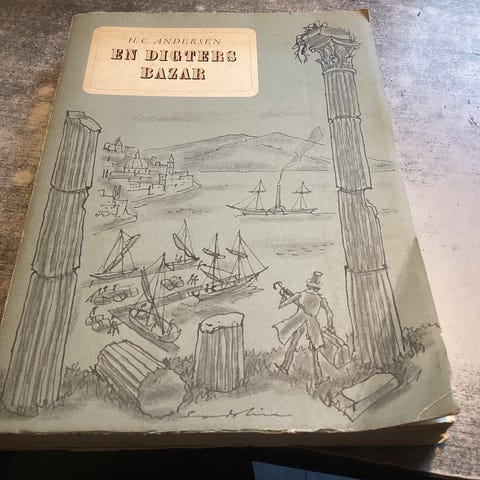 H.C. ANDERSEN
EN DIGTERS
BAZAR